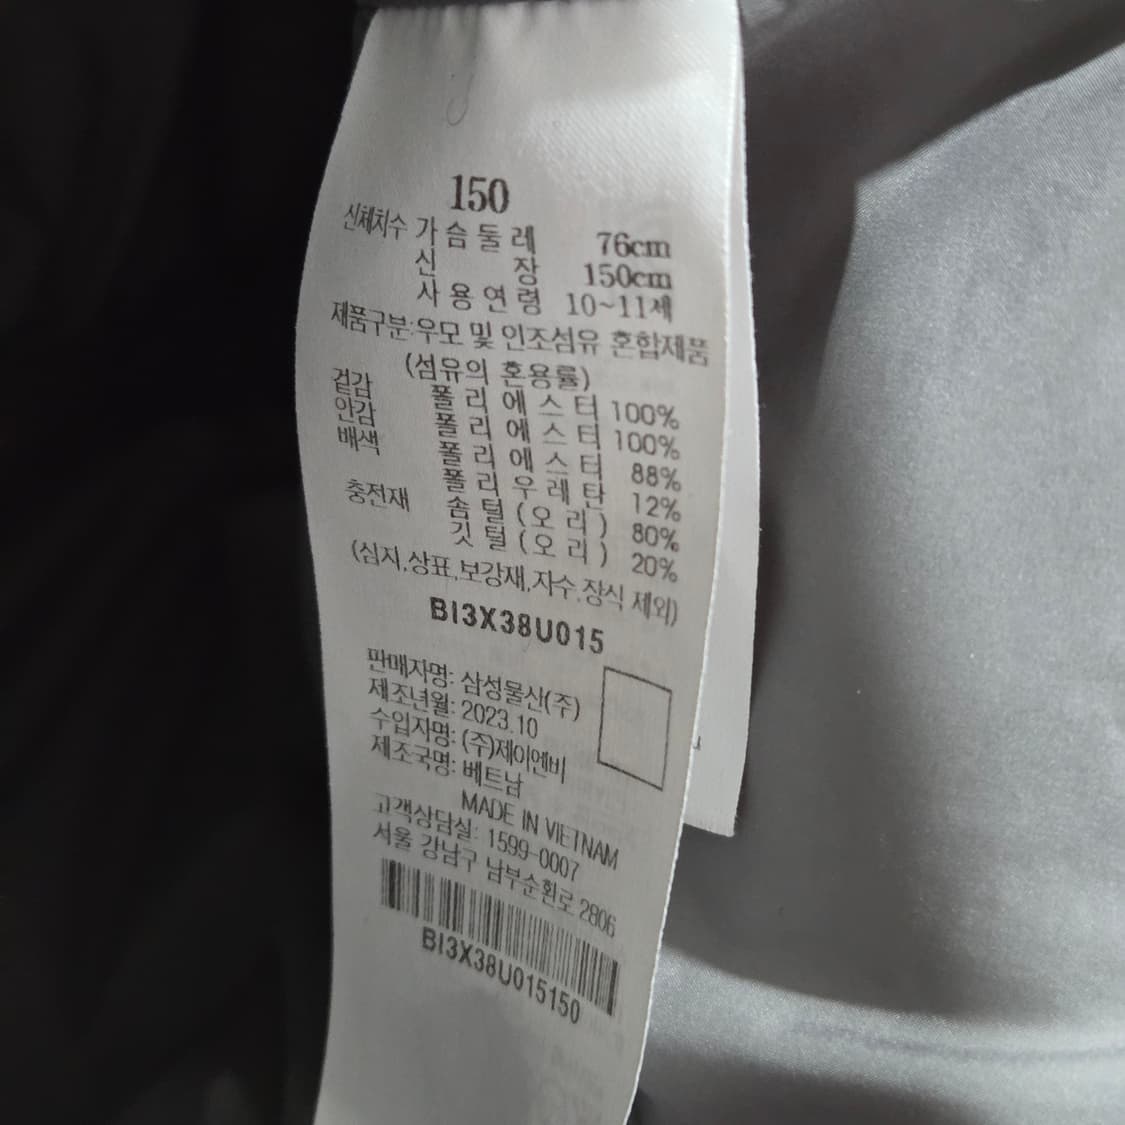 150
신체치수 가슴둘레 76cm
신장 150cm
사용연령 10~11세
제품구분:우모 및 인조섬유 혼합제품
(섬유의 혼용률)
겉감 폴리에스터 100%
안감 폴리에스터 100%
배색 폴리에스터 88%
폴리우레탄 12%
충전재 솜털(오리) 80%
깃털(오리) 20%
(심지,상표,보강재,자수,장식 제외)
BI3X38U015
판매자명: 삼성물산(주)
제조년월: 2023.10
수입자명: (주)제이엔비
제조국명: 베트남
MADE IN VIETNAM
고객상담실: 1599-0007
서울 강남구 남부순환로 2806
BI3X38U015150